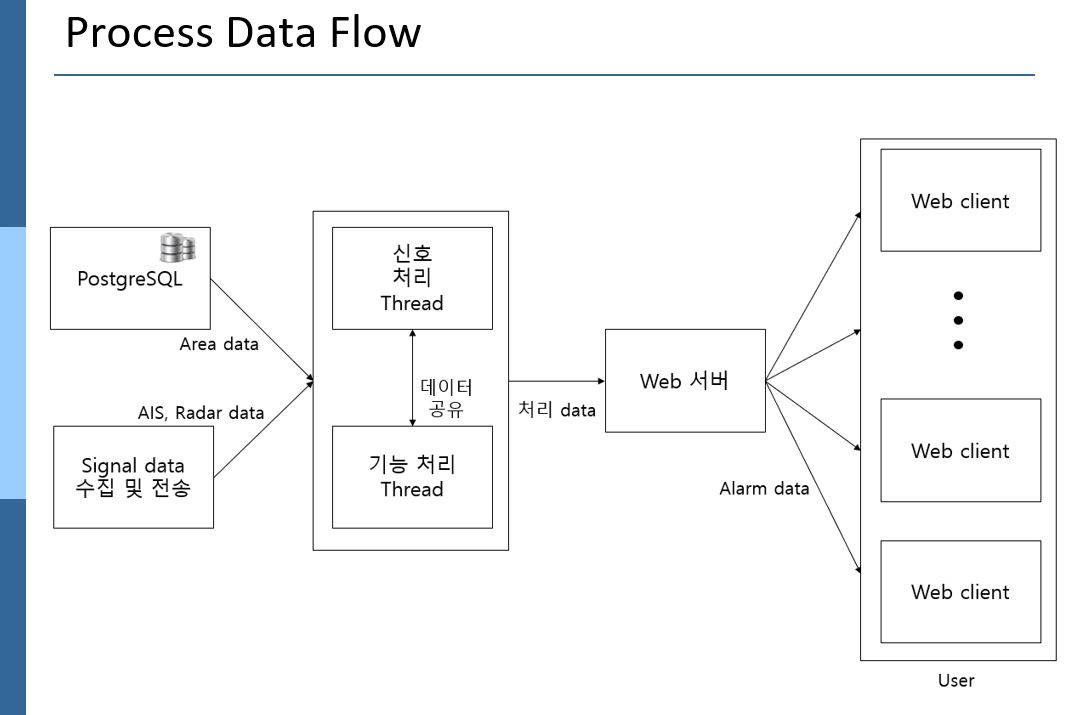 Process Data Flow
PostgreSQL
Area data
AIS, Radar data
Signal data
수집 및 전송
신호
처리
Thread
데이터
공유
기능 처리
Thread
처리 data
Web 서버
Alarm data
Web client
Web client
Web client
User